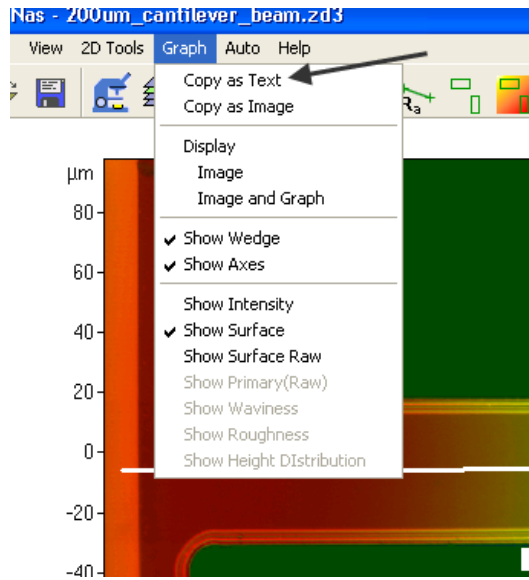 Nas - 200um_cantilever_beam.zd3
View 2D Tools Graph Auto Help
Copy as Text
Copy as Image
Ra
Display
Image
Image and Graph
Show Wedge
Show Axes
Show Intensity
Show Surface
Show Surface Raw
Show Primary(Raw)
Show Waviness
Show Roughness
Show Height DIstribution
µm
80
60
40
20
0
-20
-40